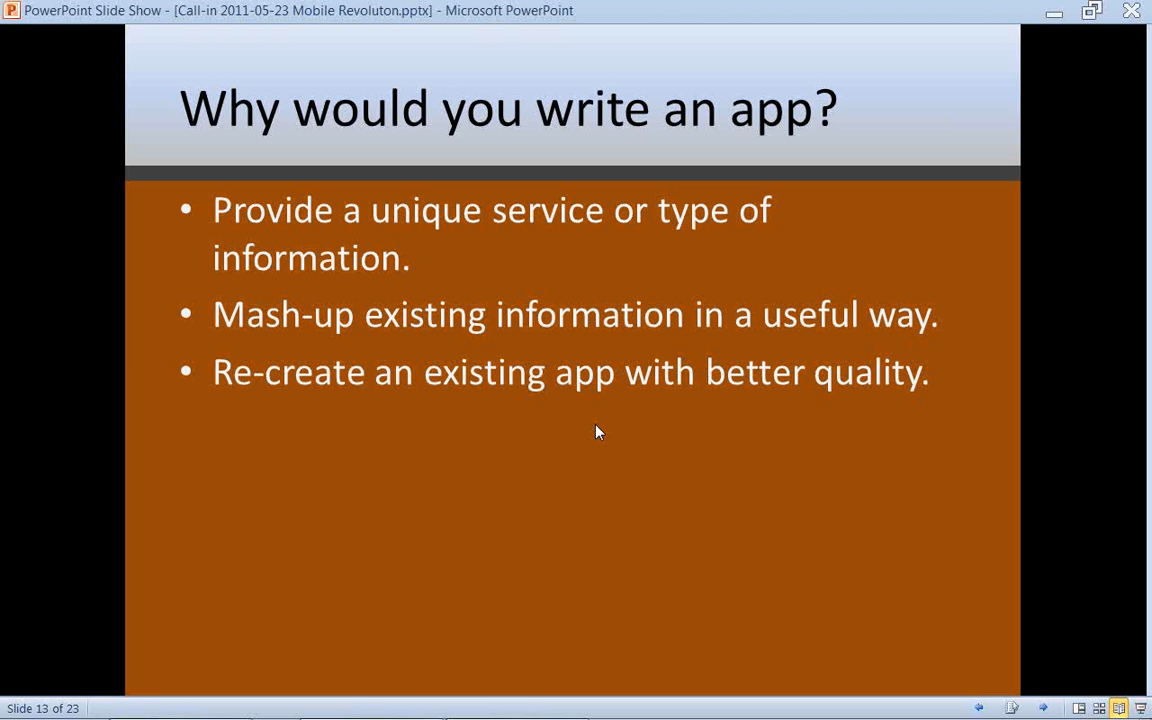 PowerPoint Slide Show - [Call-in 2011-05-23 Mobile Revoluton.pptx] - Microsoft PowerPoint
Why would you write an app?
• Provide a unique service or type of
information.
• Mash-up existing information in a useful way.
• Re-create an existing app with better quality.
Slide 13 of 23